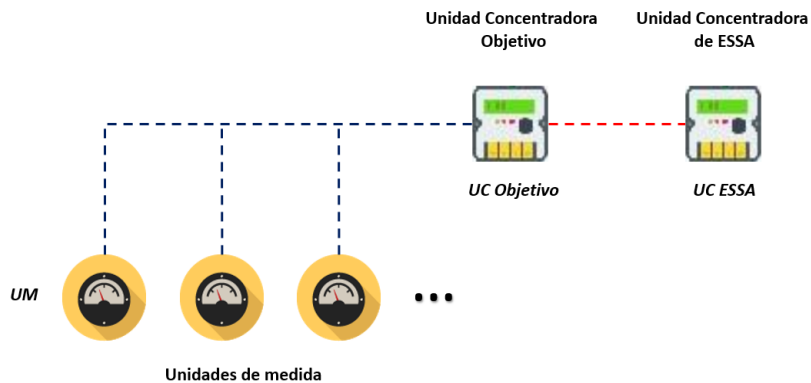 Unidad Concentradora
Objetivo
Unidad Concentradora
de ESSA
UC Objetivo
UC ESSA
UM
...
Unidades de medida